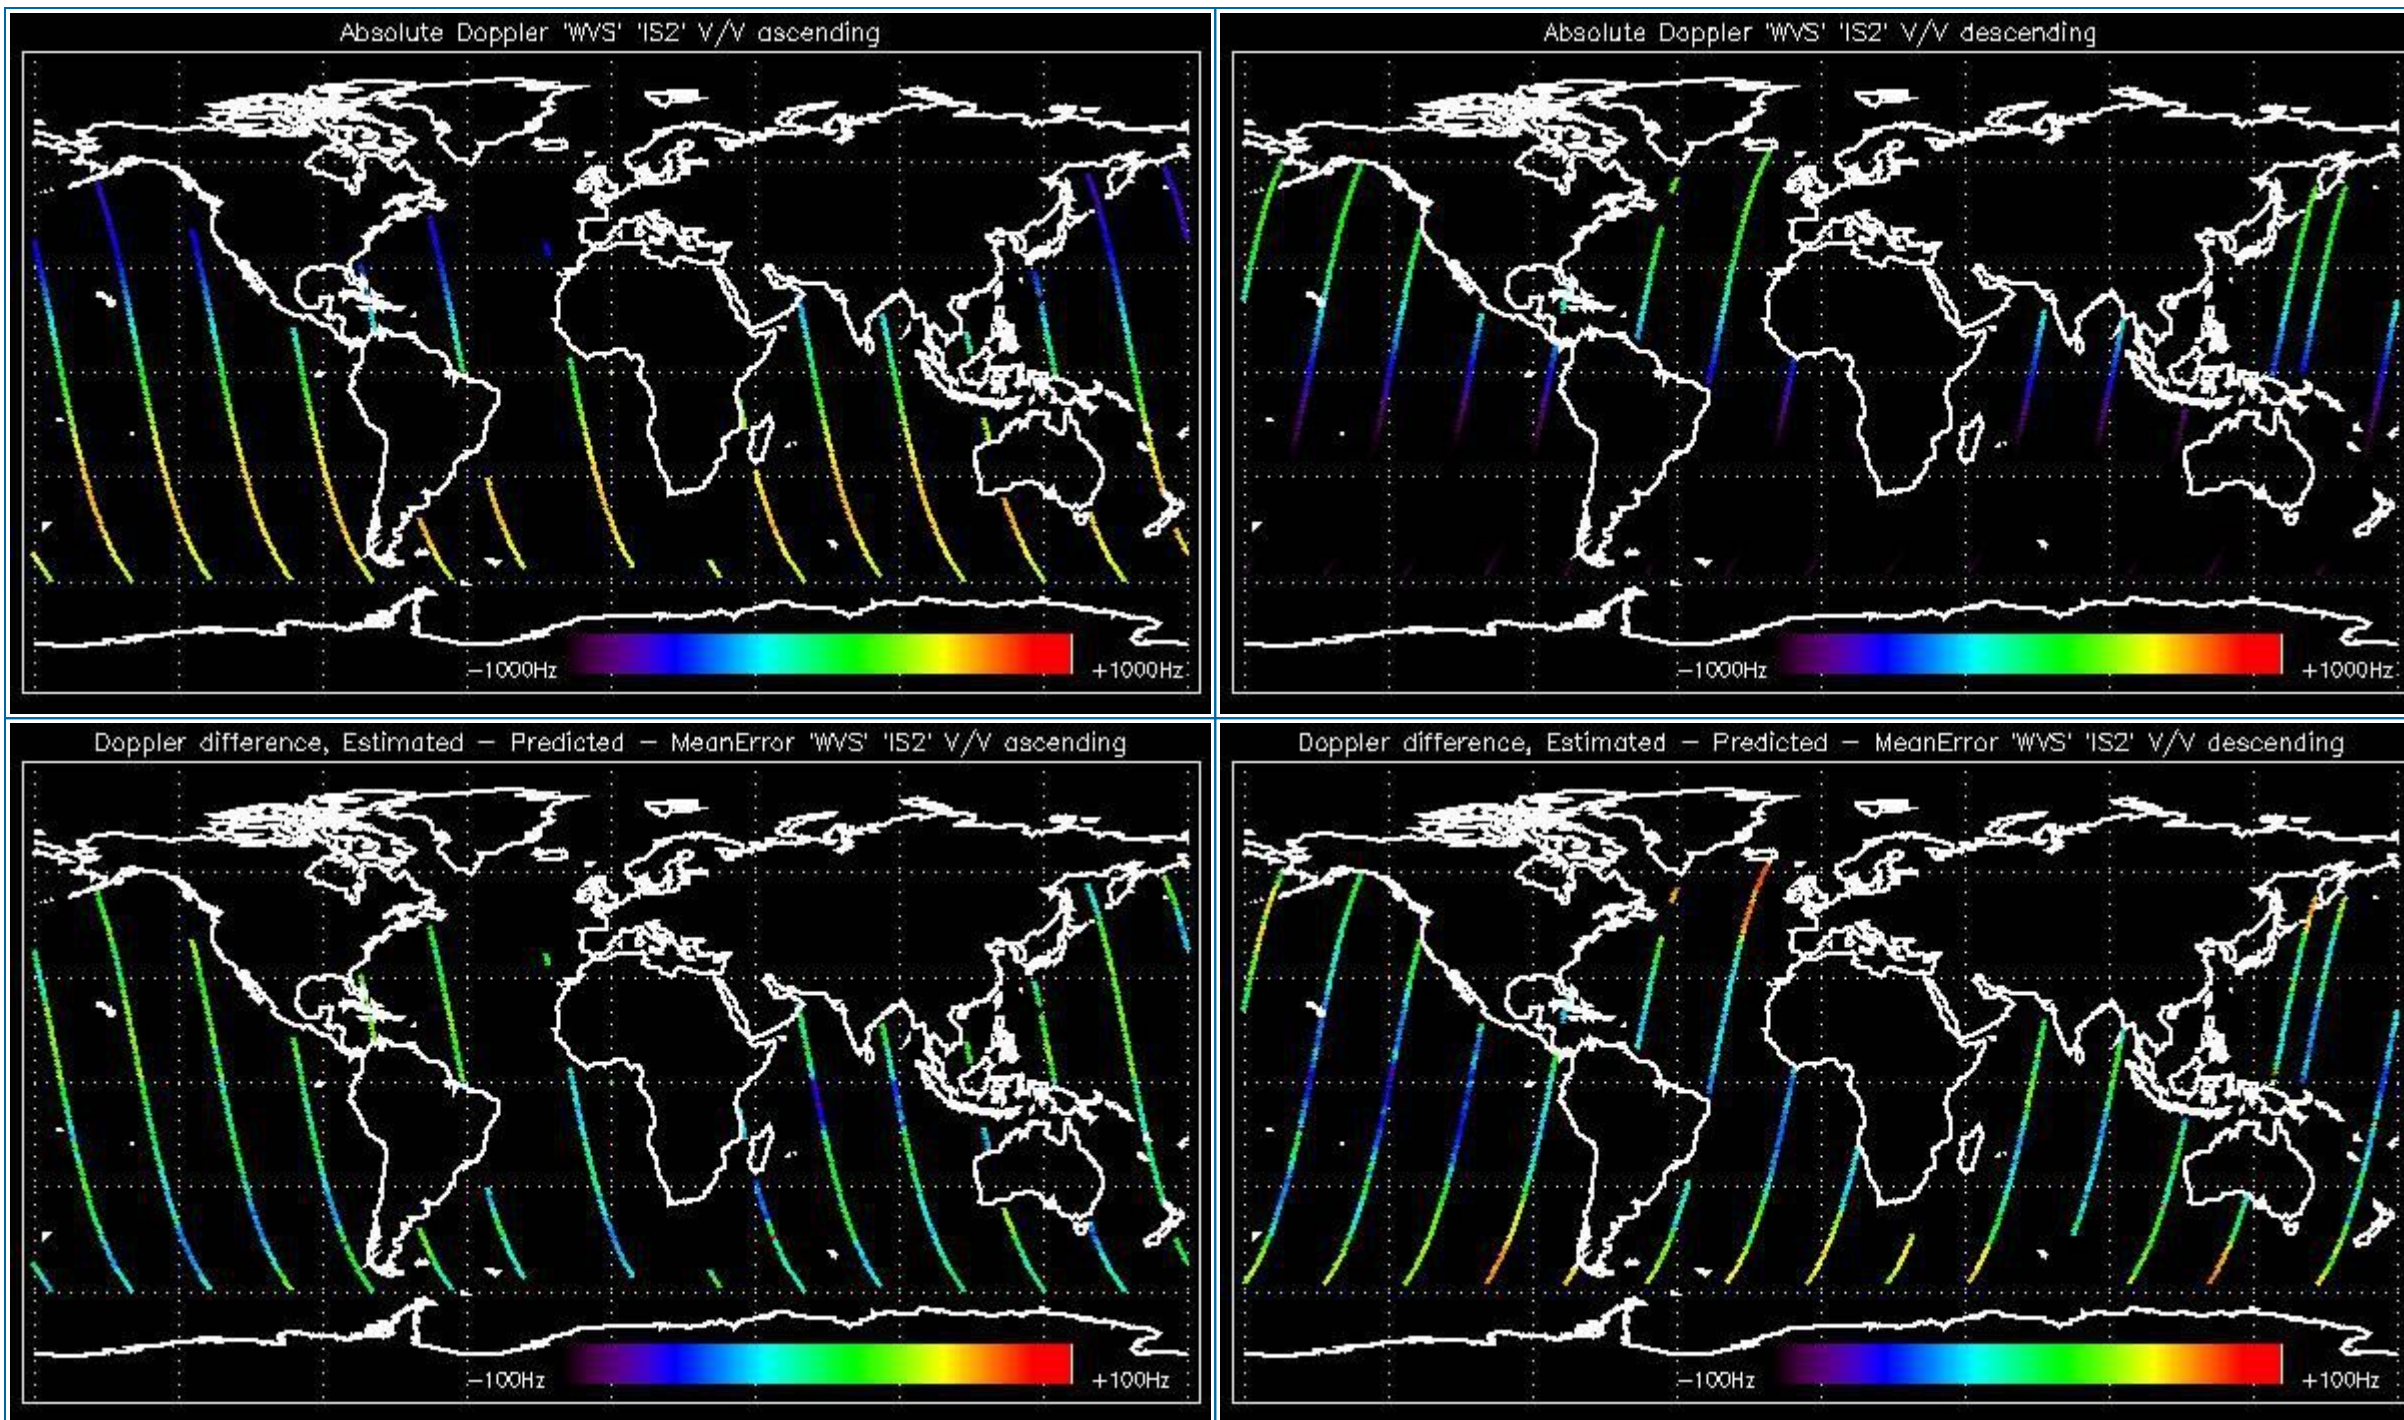 Absolute Doppler 'WVS' 'IS2' V/V ascending
-1000Hz
+1000Hz
Absolute Doppler 'WVS' 'IS2' V/V descending
-1000Hz
+1000Hz
Doppler difference, Estimated - Predicted - MeanError 'WVS' 'IS2' V/V ascending
-100Hz
+100Hz
Doppler difference, Estimated - Predicted - MeanError 'WVS' 'IS2' V/V descending
-100Hz
+100Hz